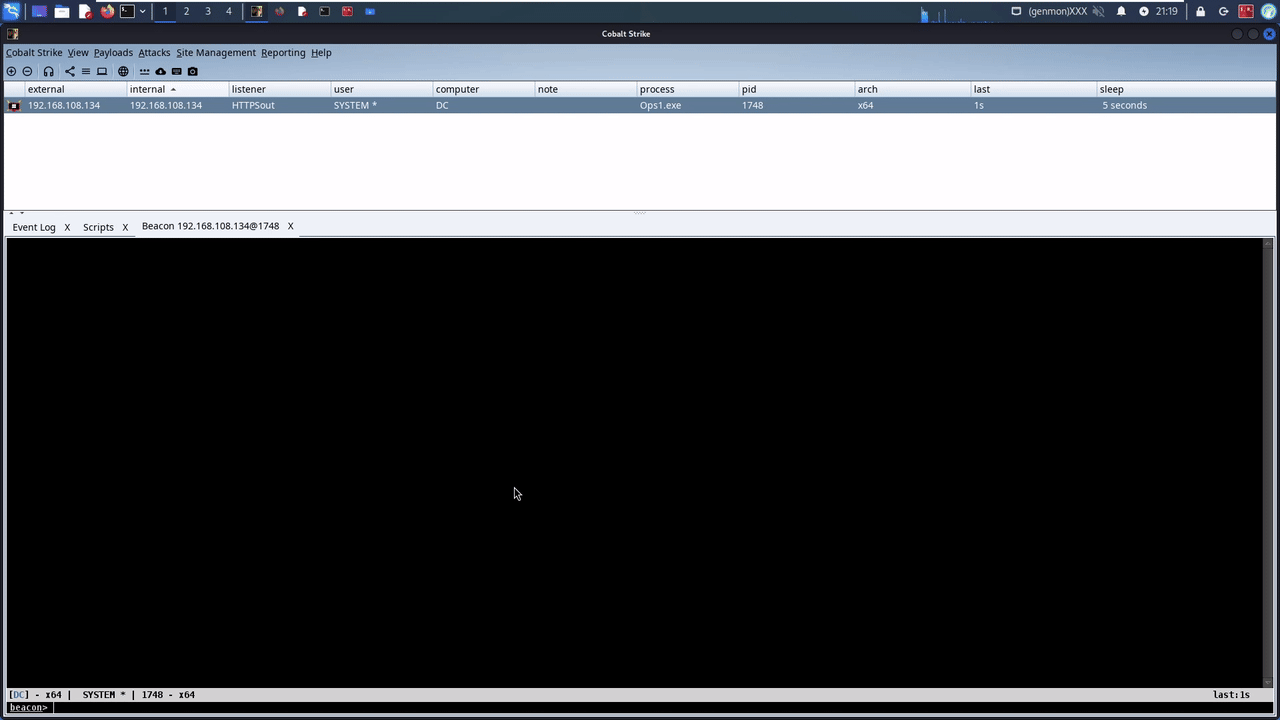 1 2 3 4 (genmon)XXX 21:19
Cobalt Strike
Cobalt Strike View Payloads Attacks Site Management Reporting Help
external internal listener user computer note process pid arch last sleep
192.168.108.134 192.168.108.134 HTTPSout SYSTEM * DC Ops1.exe 1748 x64 1s 5 seconds
Event Log X Scripts X Beacon 192.168.108.134@1748 X
[DC] - x64 | SYSTEM * | 1748 - x64 last:1s
beacon>